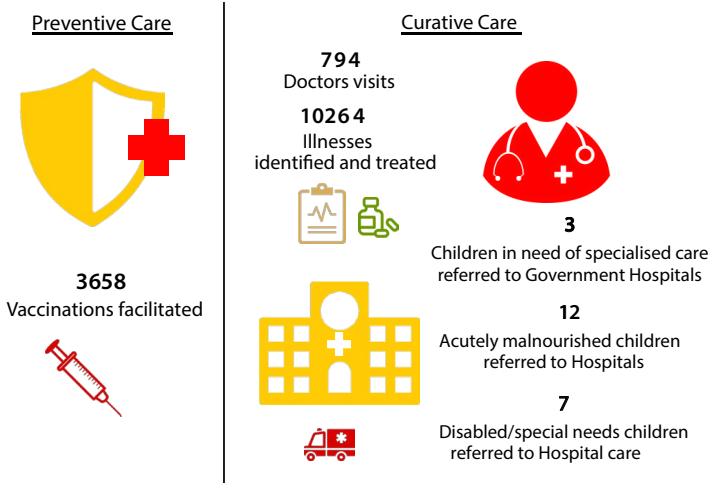 Preventive Care
3658
Vaccinations facilitated
Curative Care
794
Doctors visits
10264
Illnesses
identified and treated
3
Children in need of specialised care
referred to Government Hospitals
12
Acutely malnourished children
referred to Hospitals
7
Disabled/special needs children
referred to Hospital care